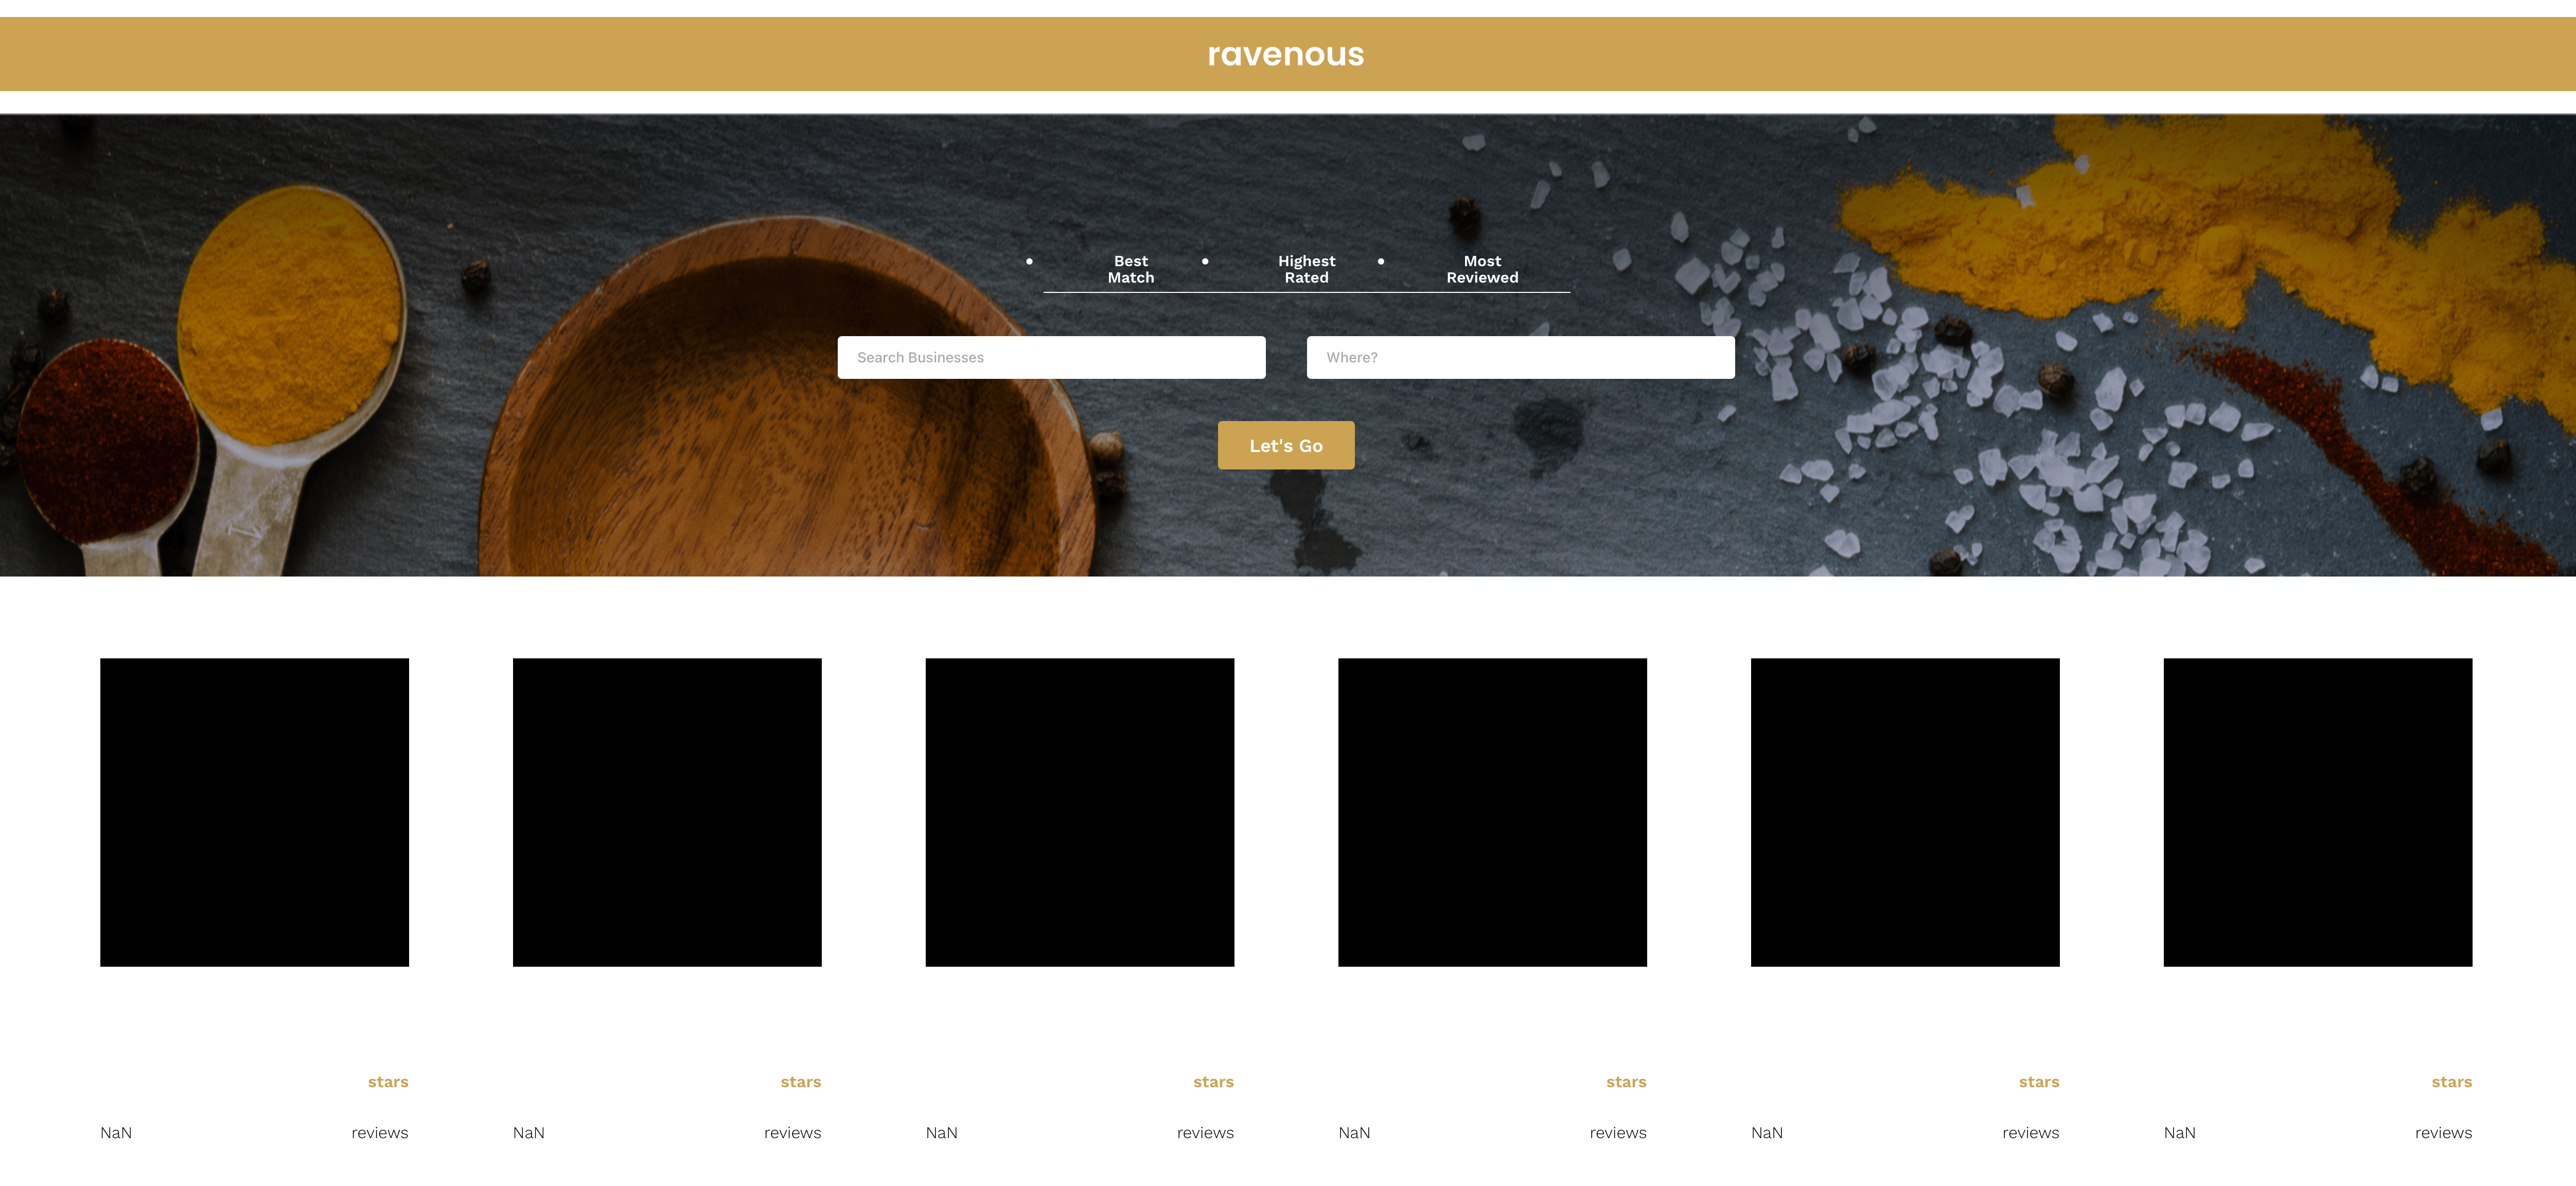 ravenous
Best Match
Highest Rated
Most Reviewed
Search Businesses
Where?
Let's Go
stars
stars
stars
stars
stars
stars
NaN reviews
NaN reviews
NaN reviews
NaN reviews
NaN reviews
NaN reviews